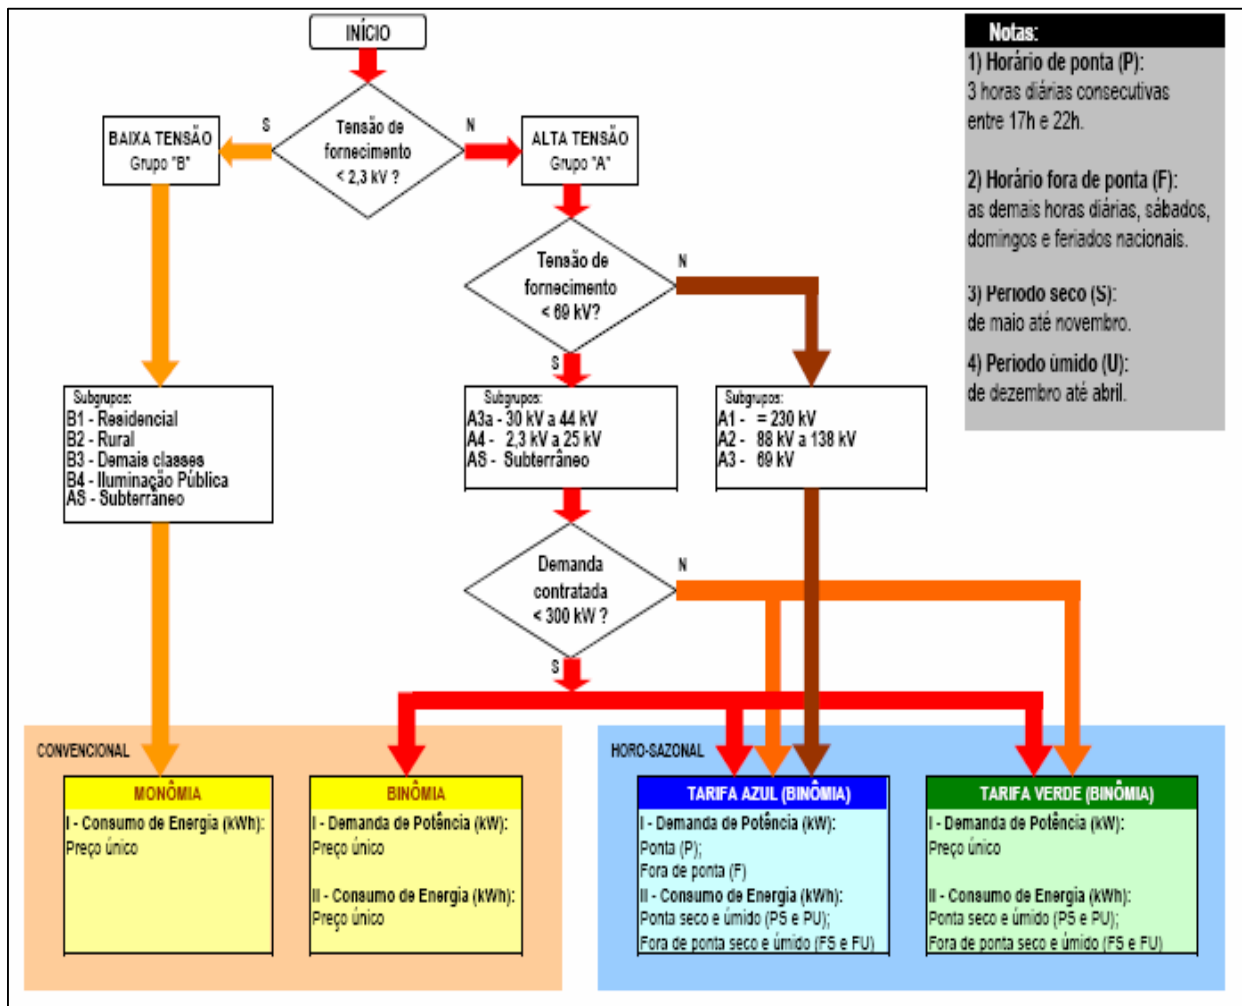 INÍCIO
Tensão de
fornecimento
< 2,3 kV ?
S
N
BAIXA TENSÃO
Grupo "B"
ALTA TENSÃO
Grupo "A"
Tensão de
fornecimento
< 69 kV?
N
S
Subgrupos:
B1 - Residencial
B2 - Rural
B3 - Demais classes
B4 - Iluminação Pública
AS - Subterrâneo
Subgrupos:
A3a - 30 kV a 44 kV
A4 - 2,3 kV a 25 kV
AS - Subterrâneo
Subgrupos:
A1 - = 230 kV
A2 - 88 kV a 138 kV
A3 - 69 kV
Demanda
contratada
< 300 kW ?
N
S
Notas:
1) Horário de ponta (P):
3 horas diárias consecutivas
entre 17h e 22h.
2) Horário fora de ponta (F):
as demais horas diárias, sábados,
domingos e feriados nacionais.
3) Período seco (S):
de maio até novembro.
4) Período úmido (U):
de dezembro até abril.
CONVENCIONAL
MONÔMIA
I - Consumo de Energia (kWh):
Preço único
BINÔMIA
I - Demanda de Potência (kW):
Preço único
II - Consumo de Energia (kWh):
Preço único
HORO-SAZONAL
TARIFA AZUL (BINÔMIA)
I - Demanda de Potência (kW):
Ponta (P);
Fora de ponta (F)
II - Consumo de Energia (kWh):
Ponta seco e úmido (PS e PU);
Fora de ponta seco e úmido (FS e FU)
TARIFA VERDE (BINÔMIA)
I - Demanda de Potência (kW):
Preço único
II - Consumo de Energia (kWh):
Ponta seco e úmido (PS e PU);
Fora de ponta seco e úmido (FS e FU)